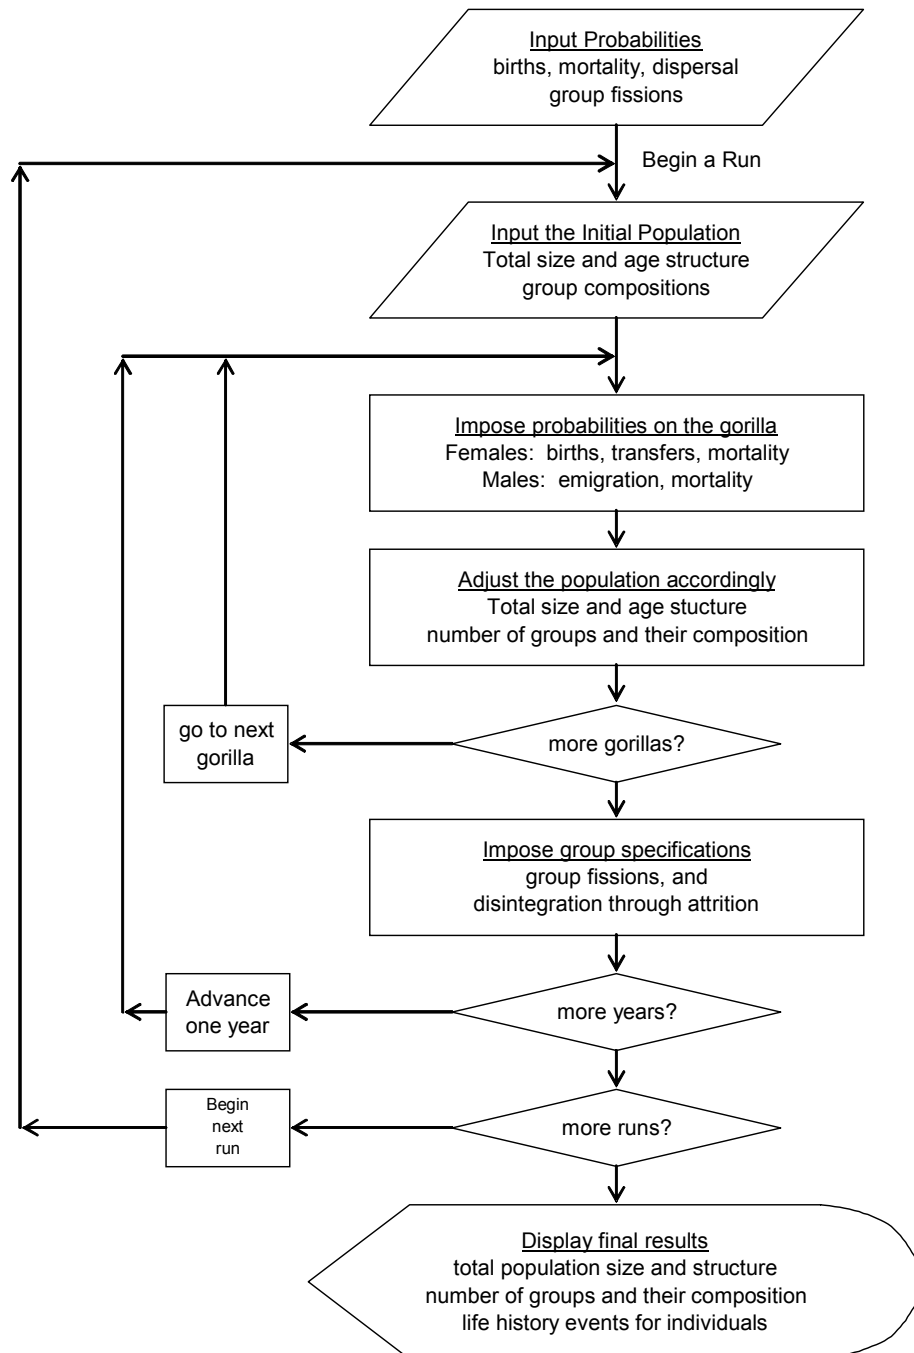 Input Probabilities
births, mortality, dispersal
group fissions
Begin a Run
Input the Initial Population
Total size and age structure
group compositions
Impose probabilities on the gorilla
Females:  births, transfers, mortality
Males:  emigration, mortality
Adjust the population accordingly
Total size and age stucture
number of groups and their composition
go to next
gorilla
more gorillas?
Impose group specifications
group fissions, and
disintegration through attrition
Advance
one year
more years?
Begin
next
run
more runs?
Display final results
total population size and structure
number of groups and their composition
life history events for individuals